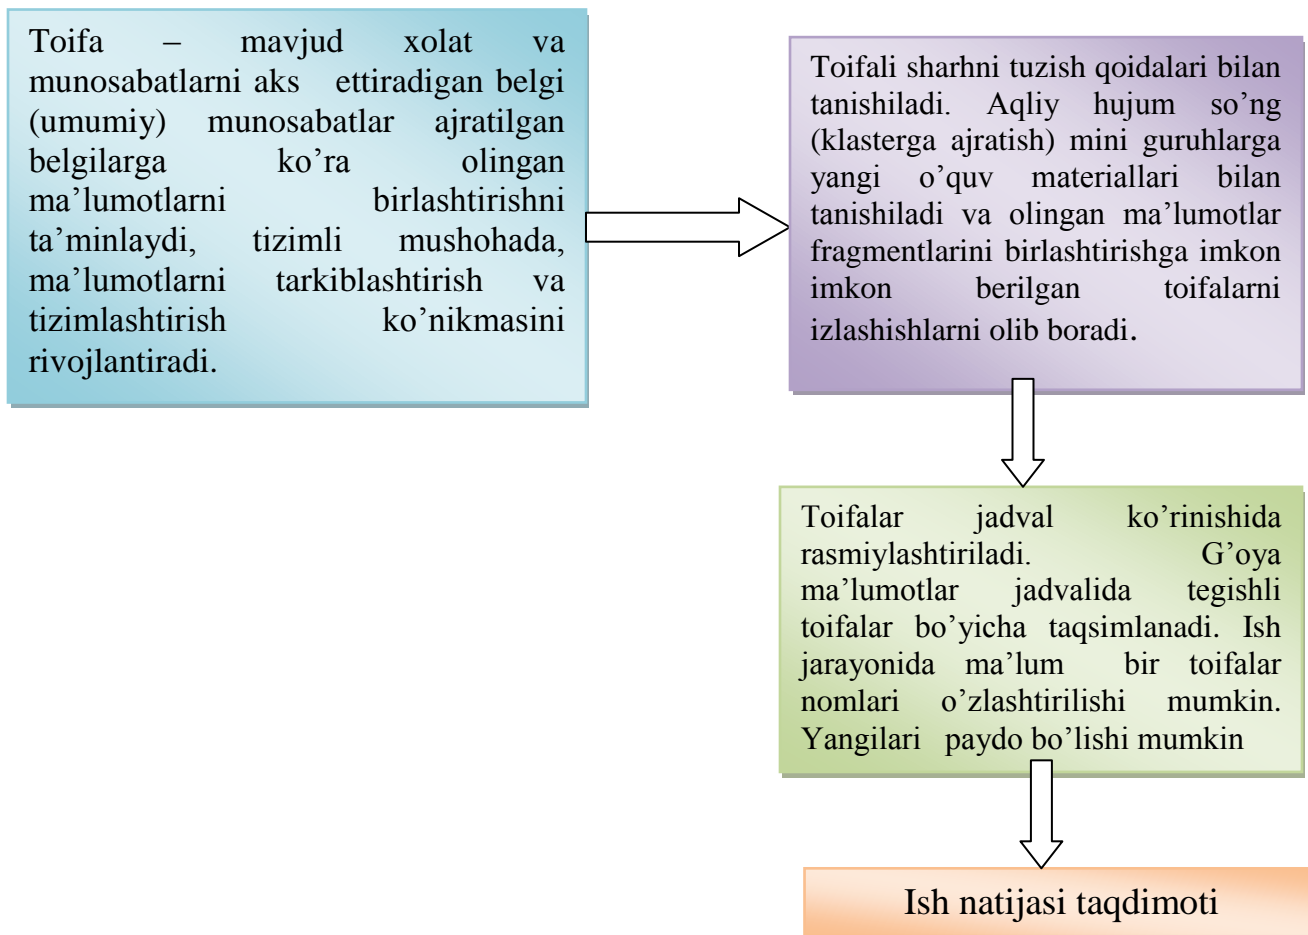 Toifa – mavjud xolat va
munosabatlarni aks ettiradigan belgi
(umumiy) munosabatlar ajratilgan
belgilarga ko’ra olingan
ma’lumotlarni birlashtirishni
ta’minlaydi, tizimli mushohada,
ma’lumotlarni tarkiblashtirish va
tizimlashtirish ko’nikmasini
rivojlantiradi.
Toifali sharhni tuzish qoidalari bilan
tanishiladi. Aqliy hujum so’ng
(klasterga ajratish) mini guruhlarga
yangi o’quv materiallari bilan
tanishiladi va olingan ma’lumotlar
fragmentlarini birlashtirishga imkon
imkon berilgan toifalarni
izlashishlarni olib boradi.
Toifalar jadval ko’rinishida
rasmiylashtiriladi. G’oya
ma’lumotlar jadvalida tegishli
toifalar bo’yicha taqsimlanadi. Ish
jarayonida ma’lum bir toifalar
nomlari o’zlashtirilishi mumkin.
Yangilari paydo bo’lishi mumkin
Ish natijasi taqdimoti